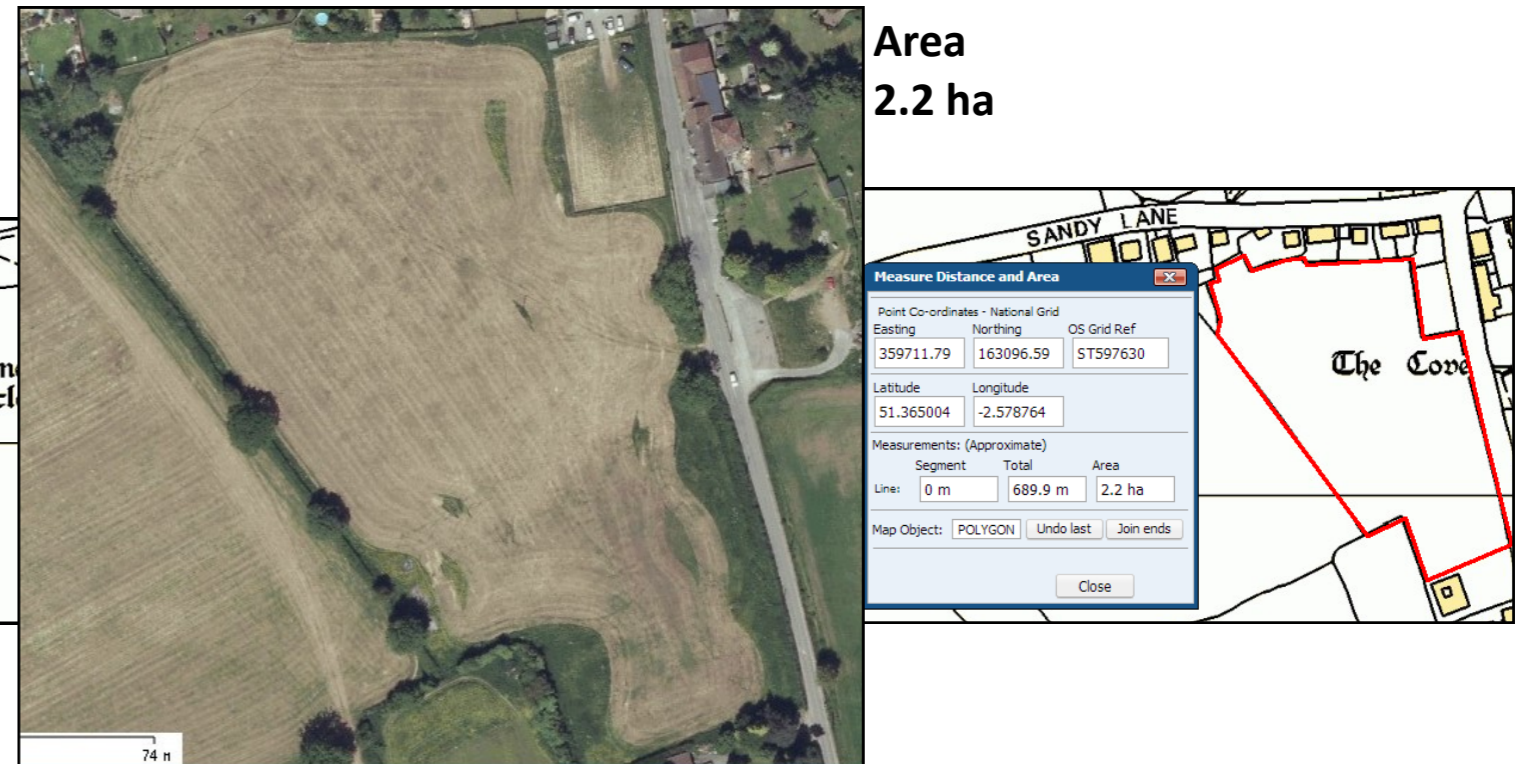 Area
2.2 ha
SANDY LANE
Measure Distance and Area
Point Co-ordinates - National Grid
Easting Northing OS Grid Ref
359711.79 163096.59 ST597630
Latitude Longitude
51.365004 -2.578764
Measurements: (Approximate)
Segment Total Area
Line: 0 m 689.9 m 2.2 ha
Map Object: POLYGON Undo last Join ends
Close
The Cove
74 m